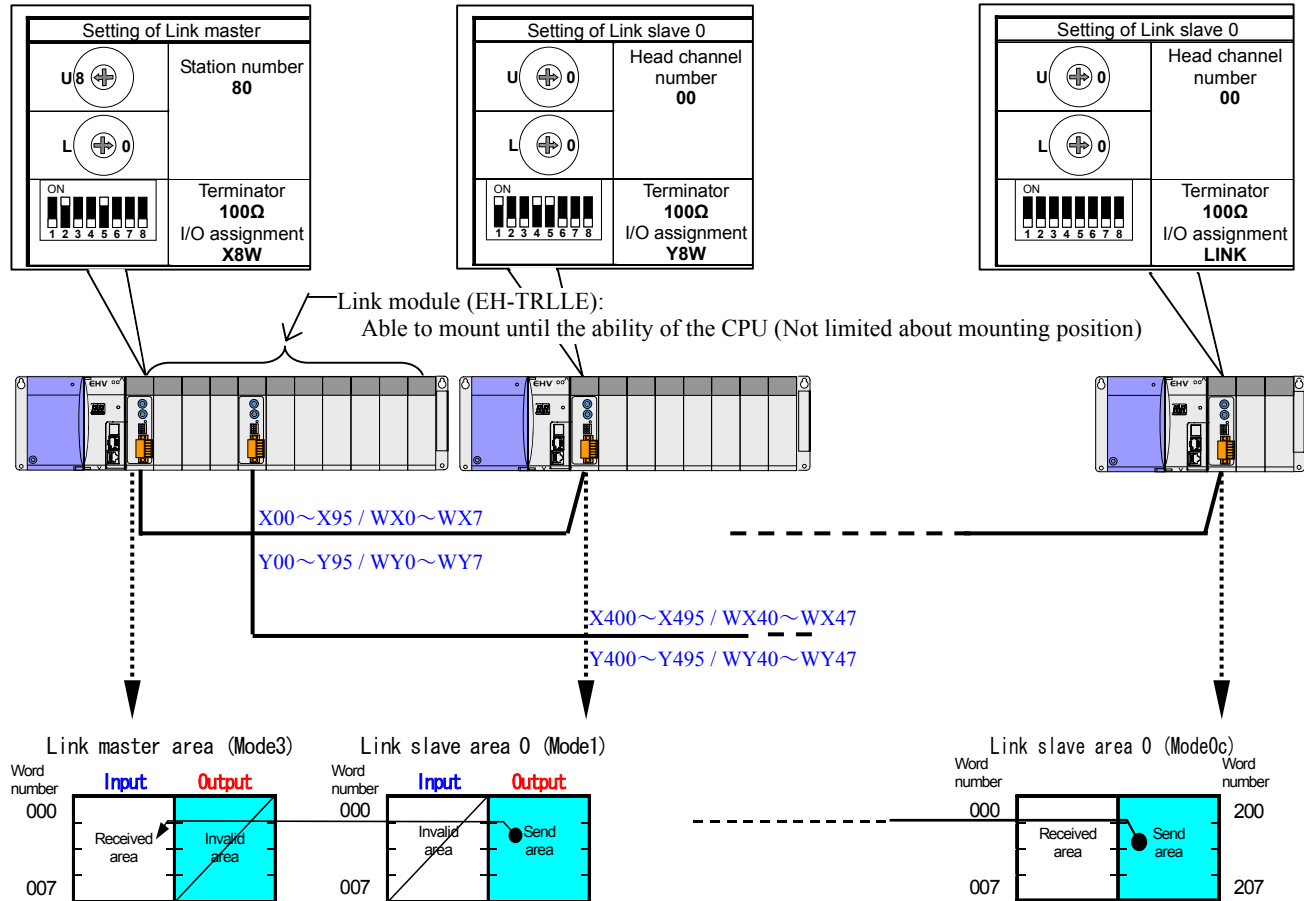 Setting of Link master
U 8
Station number
80
L 0
ON
1 2 3 4 5 6 7 8
Terminator
100Ω
I/O assignment
X8W
Setting of Link slave 0
U 0
Head channel
number
00
L 0
ON
1 2 3 4 5 6 7 8
Terminator
100Ω
I/O assignment
Y8W
Setting of Link slave 0
U 0
Head channel
number
00
L 0
ON
1 2 3 4 5 6 7 8
Terminator
100Ω
I/O assignment
LINK
Link module (EH-TRLLE):
Able to mount until the ability of the CPU (Not limited about mounting position)
EHV
EHV
EHV
X00～X95 / WX0～WX7
Y00～Y95 / WY0～WY7
X400～X495 / WX40～WX47
Y400～Y495 / WY40～WY47
Link master area (Mode3)
Word
number
Input
Output
000
Received
area
Invalid
area
007
Link slave area 0 (Mode1)
Word
number
Input
Output
000
Invalid
area
Send
area
007
Link slave area 0 (Mode0c)
Word
number
Word
number
000
200
Received
area
Send
area
007
207